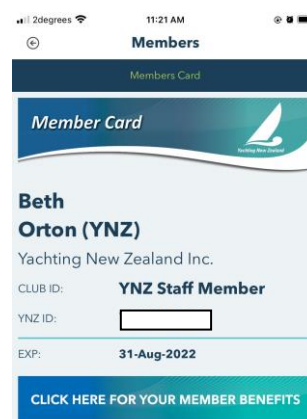 2degrees 11:21 AM
Members
Members Card
Member Card
Yachting New Zealand
Beth
Orton (YNZ)
Yachting New Zealand Inc.
CLUB ID: YNZ Staff Member
YNZ ID:
EXP: 31-Aug-2022
CLICK HERE FOR YOUR MEMBER BENEFITS